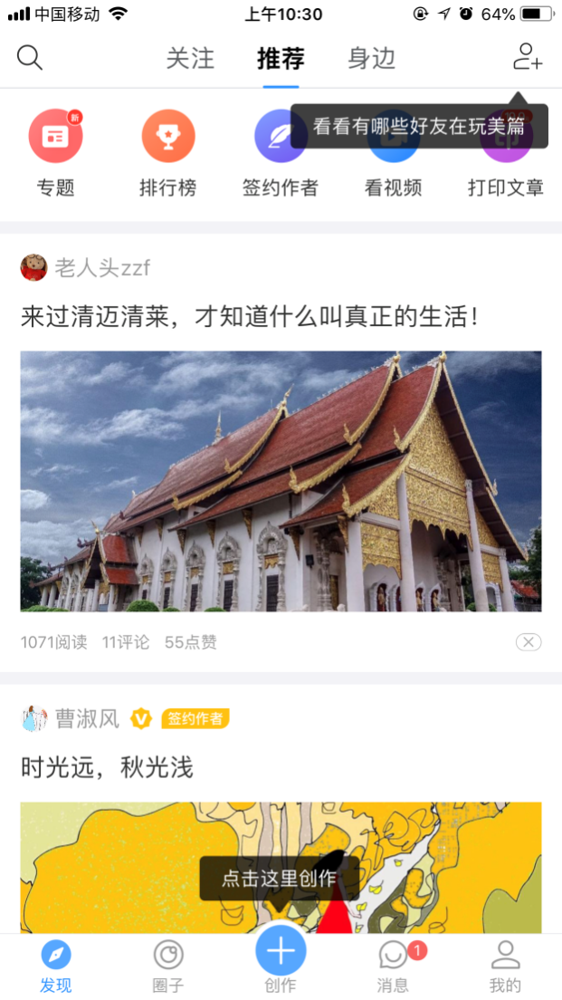 中国移动 上午10:30 64%
关注 推荐 身边
看看有哪些好友在玩美篇
新
专题 排行榜 签约作者 看视频 打印文章
老人头zzf
来过清迈清莱，才知道什么叫真正的生活！
1071阅读 11评论 55点赞
曹淑风 V 签约作者
时光远，秋光浅
点击这里创作
1
发现 圈子 创作 消息 我的